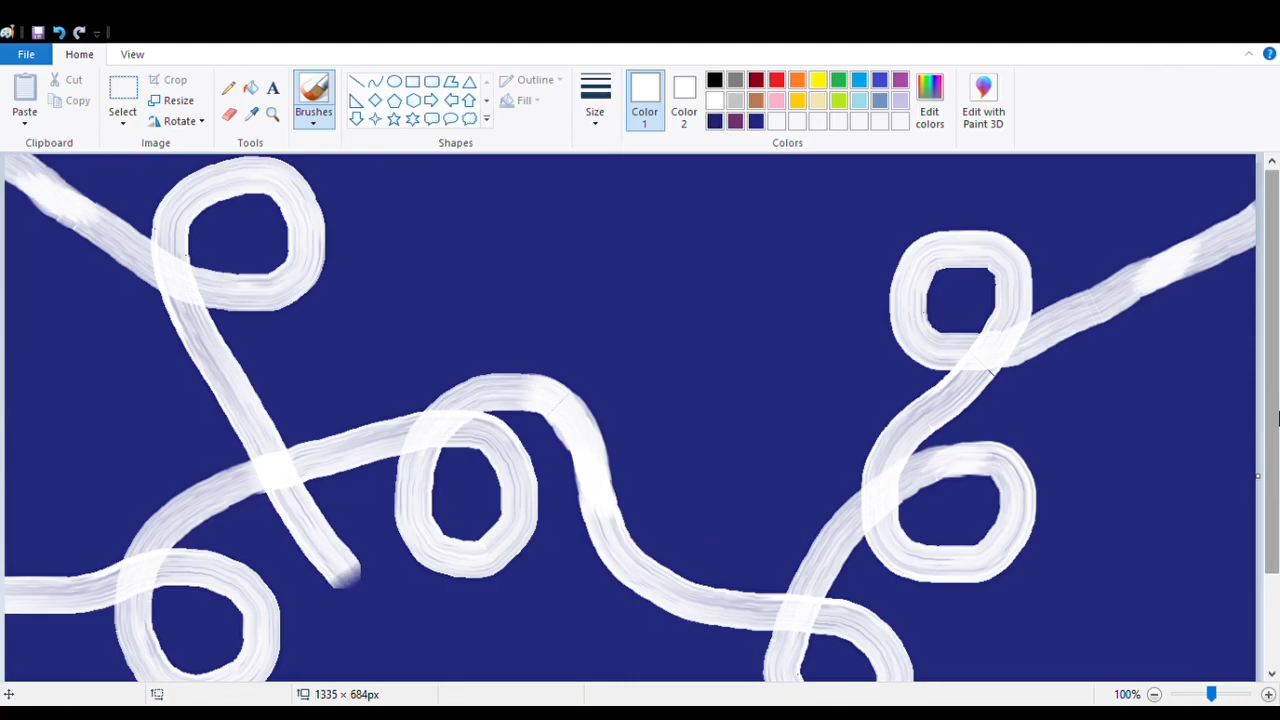 File Home View
Paste
Cut
Copy
Clipboard
Select
Crop
Resize
Rotate
Image
A
Tools
Brushes
Outline
Fill
Shapes
Size
Color 1
Color 2
Edit colors
Colors
Edit with Paint 3D
1335 × 684px
100%